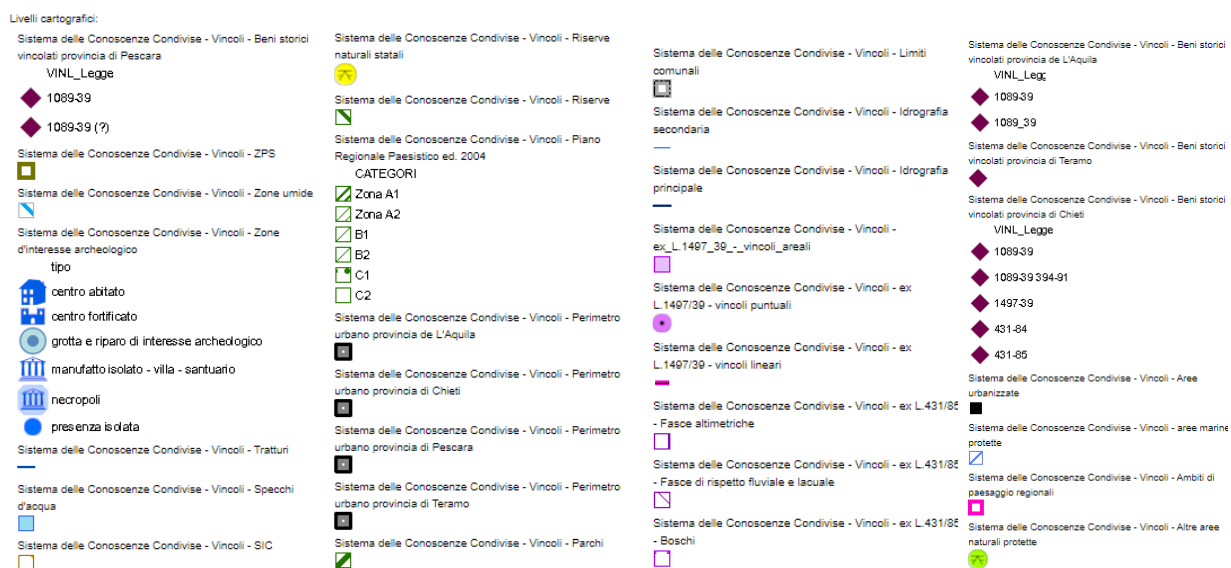 Livelli cartografici:
Sistema delle Conoscenze Condivise - Vincoli - Beni storici
vincolati provincia di Pescara
VINL_Legge
1089-39
1089-39 (?)
Sistema delle Conoscenze Condivise - Vincoli - ZPS
Sistema delle Conoscenze Condivise - Vincoli - Zone umide
Sistema delle Conoscenze Condivise - Vincoli - Zone
d'interesse archeologico
tipo
centro abitato
centro fortificato
grotta e riparo di interesse archeologico
manufatto isolato - villa - santuario
necropoli
presenza isolata
Sistema delle Conoscenze Condivise - Vincoli - Tratturi
Sistema delle Conoscenze Condivise - Vincoli - Specchi
d'acqua
Sistema delle Conoscenze Condivise - Vincoli - SIC
Sistema delle Conoscenze Condivise - Vincoli - Riserve
naturali statali
Sistema delle Conoscenze Condivise - Vincoli - Riserve
Sistema delle Conoscenze Condivise - Vincoli - Piano
Regionale Paesistico ed. 2004
CATEGORI
Zona A1
Zona A2
B1
B2
C1
C2
Sistema delle Conoscenze Condivise - Vincoli - Perimetro
urbano provincia de L'Aquila
Sistema delle Conoscenze Condivise - Vincoli - Perimetro
urbano provincia di Chieti
Sistema delle Conoscenze Condivise - Vincoli - Perimetro
urbano provincia di Pescara
Sistema delle Conoscenze Condivise - Vincoli - Perimetro
urbano provincia di Teramo
Sistema delle Conoscenze Condivise - Vincoli - Parchi
Sistema delle Conoscenze Condivise - Vincoli - Limiti
comunali
Sistema delle Conoscenze Condivise - Vincoli - Idrografia
secondaria
Sistema delle Conoscenze Condivise - Vincoli - Idrografia
principale
Sistema delle Conoscenze Condivise - Vincoli -
ex_L.1497_39_-_vincoli_areali
Sistema delle Conoscenze Condivise - Vincoli - ex
L.1497/39 - vincoli puntuali
Sistema delle Conoscenze Condivise - Vincoli - ex
L.1497/39 - vincoli lineari
Sistema delle Conoscenze Condivise - Vincoli - ex L.431/85
- Fasce altimetriche
Sistema delle Conoscenze Condivise - Vincoli - ex L.431/85
- Fasce di rispetto fluviale e lacuale
Sistema delle Conoscenze Condivise - Vincoli - ex L.431/85
- Boschi
Sistema delle Conoscenze Condivise - Vincoli - Beni storici
vincolati provincia de L'Aquila
VINL_Legg
1089-39
1089_39
Sistema delle Conoscenze Condivise - Vincoli - Beni storici
vincolati provincia di Teramo
Sistema delle Conoscenze Condivise - Vincoli - Beni storici
vincolati provincia di Chieti
VINL_Legge
1089-39
1089-39 394-91
1497-39
431-84
431-85
Sistema delle Conoscenze Condivise - Vincoli - Aree
urbanizzate
Sistema delle Conoscenze Condivise - Vincoli - aree marine
protette
Sistema delle Conoscenze Condivise - Vincoli - Ambiti di
paesaggio regionali
Sistema delle Conoscenze Condivise - Vincoli - Altre aree
naturali protette